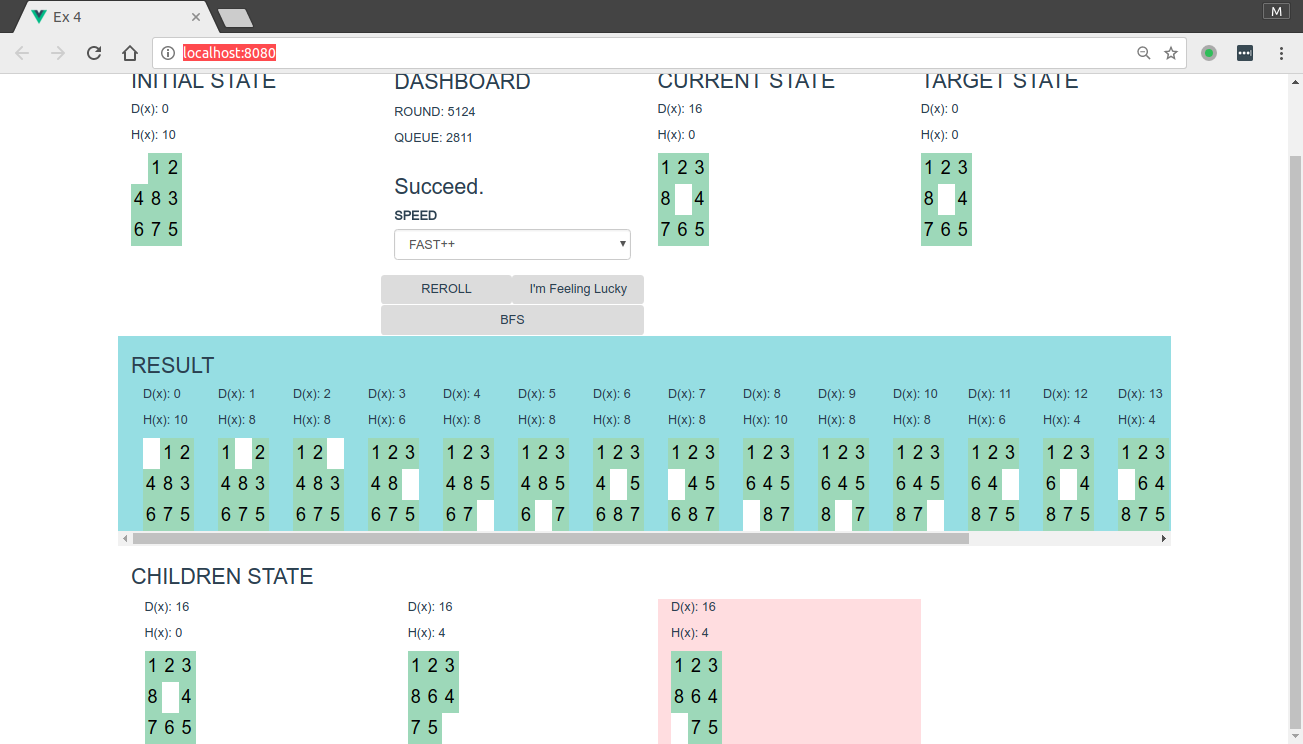 Ex 4
M
localhost:8080
INITIAL STATE
D(x): 0
H(x): 10
1 2
4 8 3
6 7 5
DASHBOARD
ROUND: 5124
QUEUE: 2811
Succeed.
SPEED
FAST++
REROLL
I'm Feeling Lucky
BFS
CURRENT STATE
D(x): 16
H(x): 0
1 2 3
8 4
7 6 5
TARGET STATE
D(x): 0
H(x): 0
1 2 3
8 4
7 6 5
RESULT
D(x): 0
H(x): 10
1 2
4 8 3
6 7 5
D(x): 1
H(x): 8
1 2
4 8 3
6 7 5
D(x): 2
H(x): 8
1 2
4 8 3
6 7 5
D(x): 3
H(x): 6
1 2 3
4 8
6 7 5
D(x): 4
H(x): 8
1 2 3
4 8 5
6 7
D(x): 5
H(x): 8
1 2 3
4 8 5
6 7
D(x): 6
H(x): 8
1 2 3
4 5
6 8 7
D(x): 7
H(x): 8
1 2 3
4 5
6 8 7
D(x): 8
H(x): 10
1 2 3
6 4 5
8 7
D(x): 9
H(x): 8
1 2 3
6 4 5
8 7
D(x): 10
H(x): 8
1 2 3
6 4 5
8 7
D(x): 11
H(x): 6
1 2 3
6 4
8 7 5
D(x): 12
H(x): 4
1 2 3
6 4
8 7 5
D(x): 13
H(x): 4
1 2 3
6 4
8 7 5
CHILDREN STATE
D(x): 16
H(x): 0
1 2 3
8 4
7 6 5
D(x): 16
H(x): 4
1 2 3
8 6 4
7 5
D(x): 16
H(x): 4
1 2 3
8 6 4
7 5